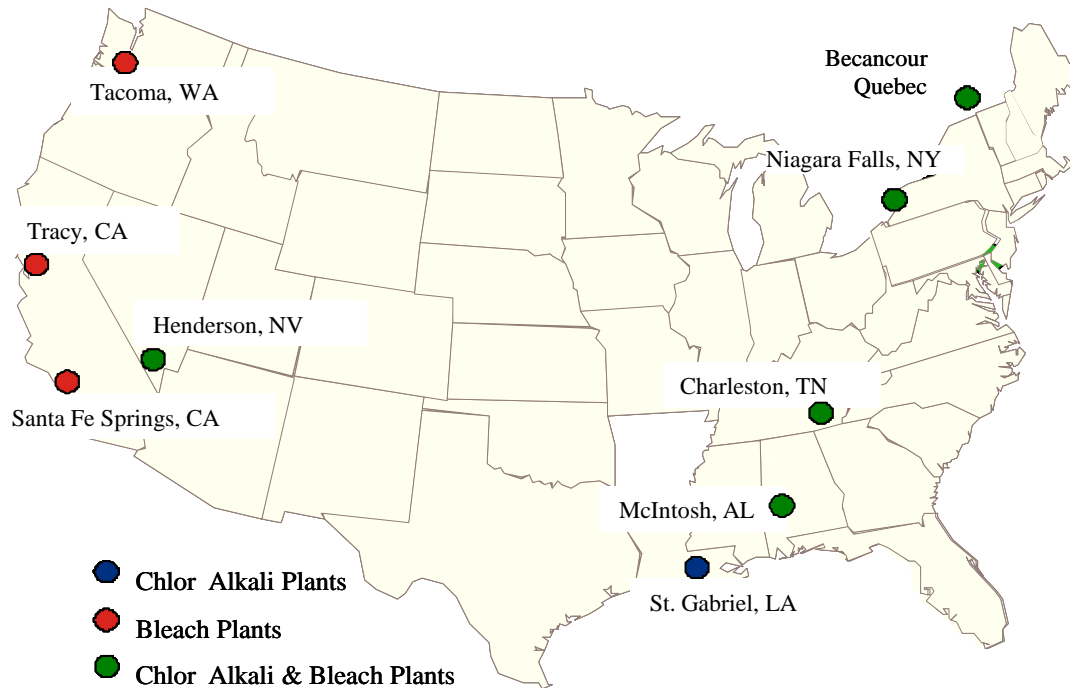 Becancour
Quebec
Tacoma, WA
Niagara Falls, NY
Tracy, CA
Henderson, NV
Charleston, TN
Santa Fe Springs, CA
McIntosh, AL
Chlor Alkali Plants
St. Gabriel, LA
Bleach Plants
Chlor Alkali & Bleach Plants